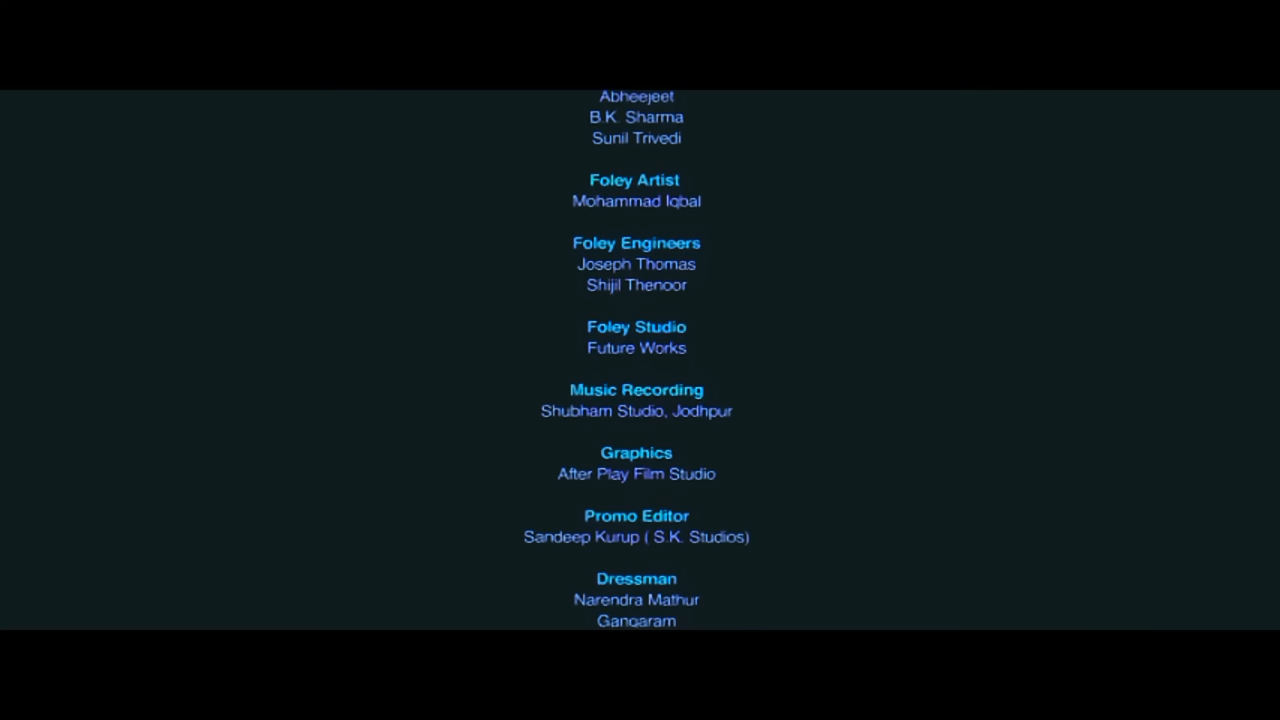 Abheejeet
B.K. Sharma
Sunil Trivedi
Foley Artist
Mohammad Iqbal
Foley Engineers
Joseph Thomas
Shijil Thenoor
Foley Studio
Future Works
Music Recording
Shubham Studio, Jodhpur
Graphics
After Play Film Studio
Promo Editor
Sandeep Kurup ( S.K. Studios)
Dressman
Narendra Mathur
Gangaram